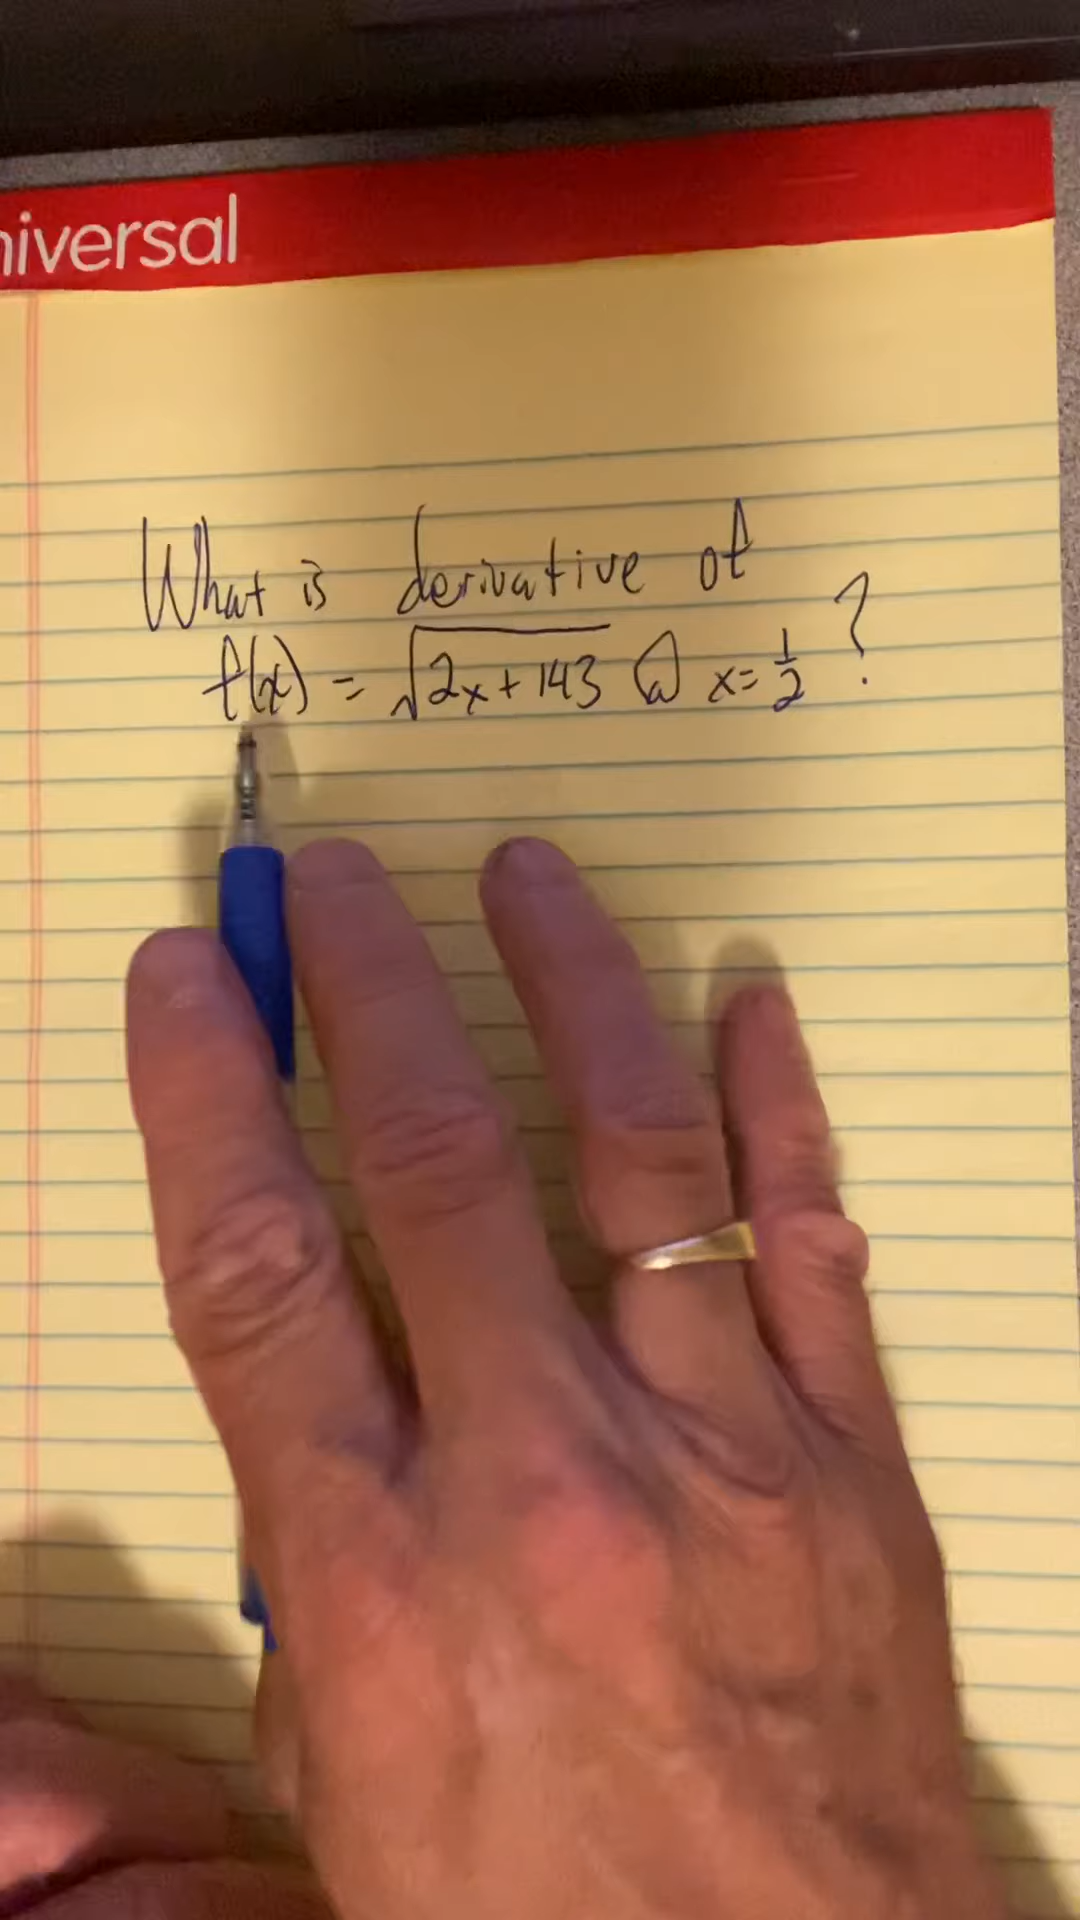 niversal
What is derivative of
f(x) = √(2x+143) @ x=1/2 ?